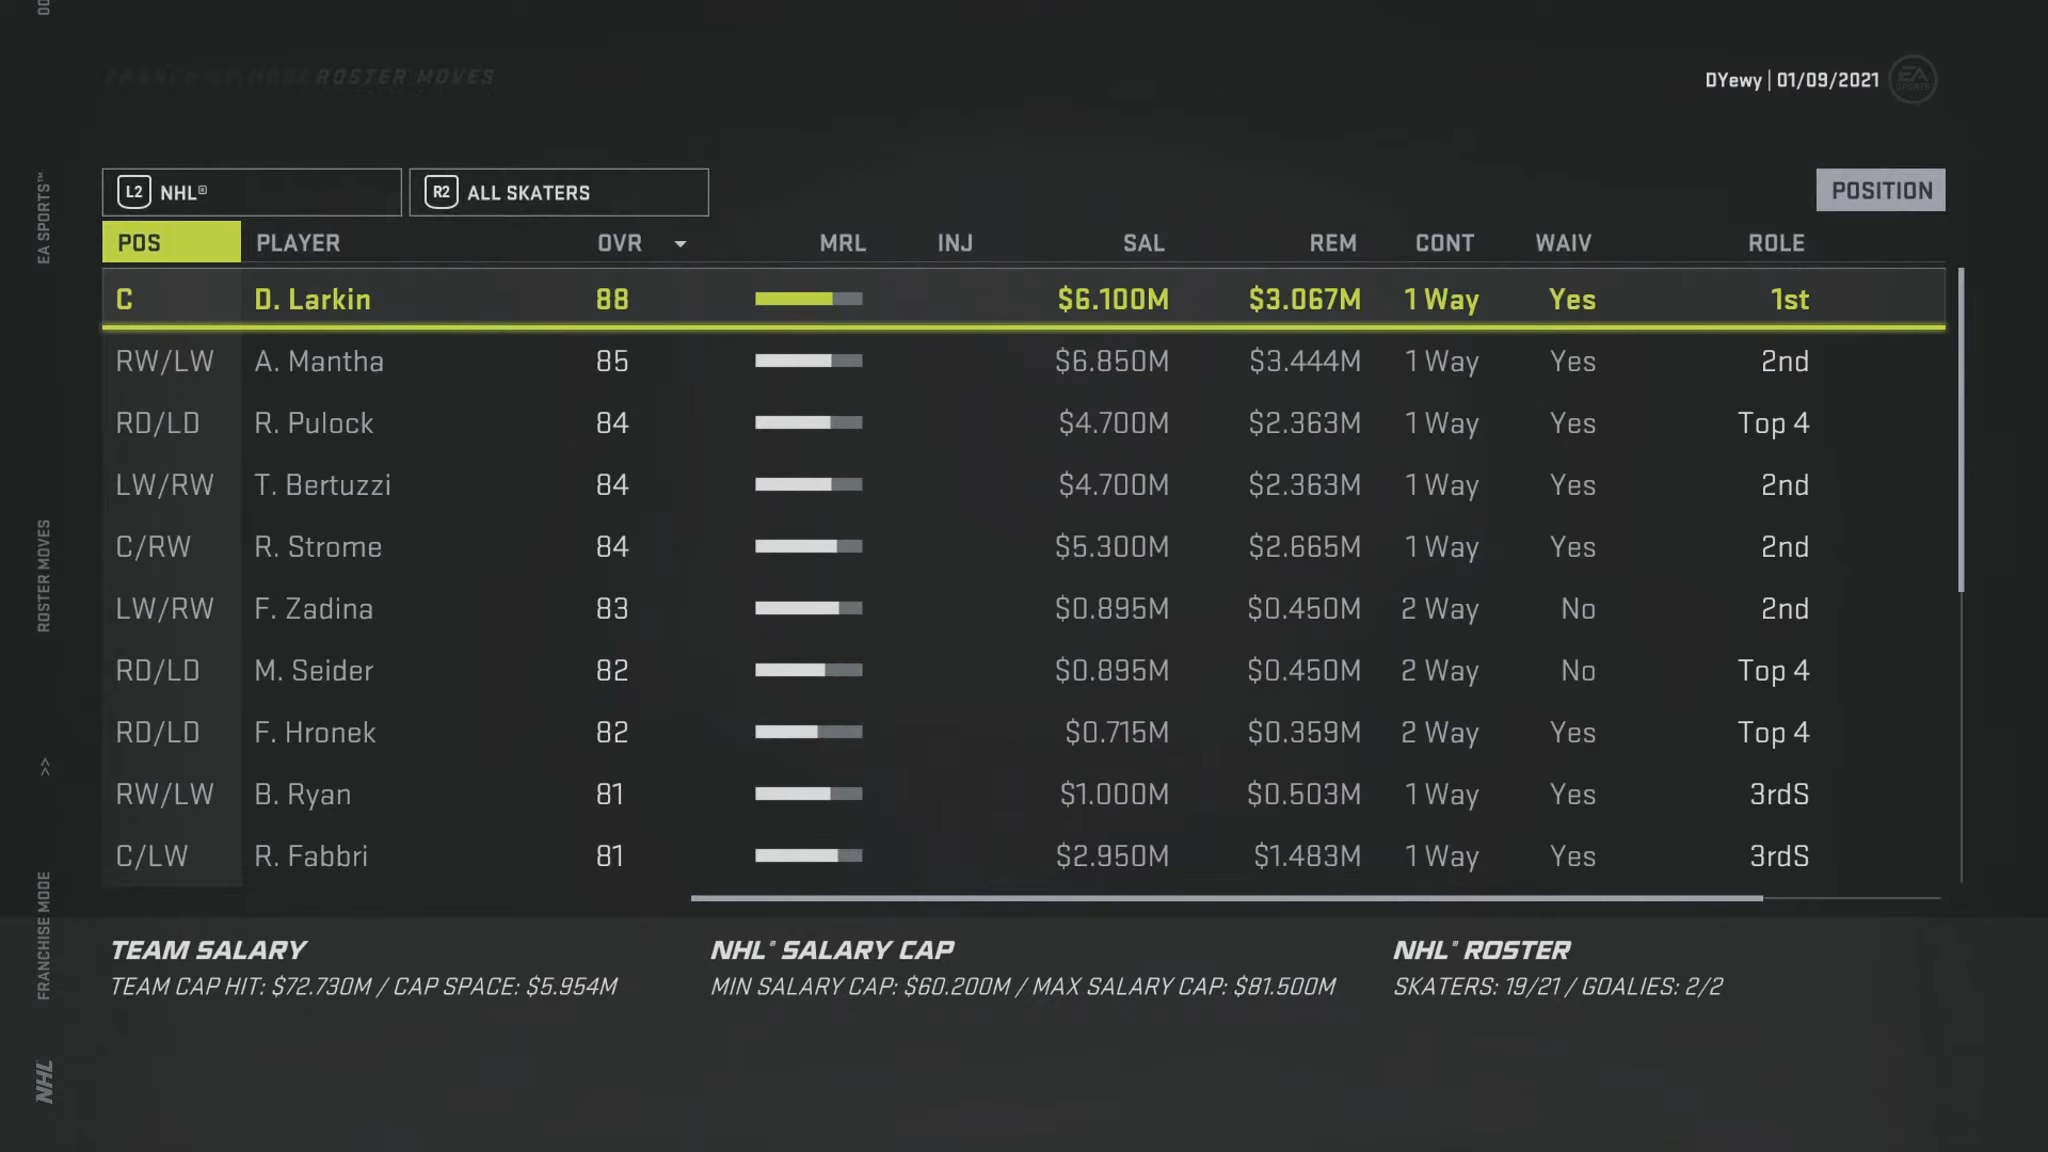 FRANCHISE MODE ROSTER MOVES
DYewy | 01/09/2021
EA SPORTS
L2 NHL®
R2 ALL SKATERS
POSITION
POS PLAYER OVR MRL INJ SAL REM CONT WAIV ROLE
C D. Larkin 88 $6.100M $3.067M 1 Way Yes 1st
RW/LW A. Mantha 85 $6.850M $3.444M 1 Way Yes 2nd
RD/LD R. Pulock 84 $4.700M $2.363M 1 Way Yes Top 4
LW/RW T. Bertuzzi 84 $4.700M $2.363M 1 Way Yes 2nd
C/RW R. Strome 84 $5.300M $2.665M 1 Way Yes 2nd
LW/RW F. Zadina 83 $0.895M $0.450M 2 Way No 2nd
RD/LD M. Seider 82 $0.895M $0.450M 2 Way No Top 4
RD/LD F. Hronek 82 $0.715M $0.359M 2 Way Yes Top 4
RW/LW B. Ryan 81 $1.000M $0.503M 1 Way Yes 3rdS
C/LW R. Fabbri 81 $2.950M $1.483M 1 Way Yes 3rdS
TEAM SALARY
TEAM CAP HIT: $72.730M / CAP SPACE: $5.954M
NHL® SALARY CAP
MIN SALARY CAP: $60.200M / MAX SALARY CAP: $81.500M
NHL® ROSTER
SKATERS: 19/21 / GOALIES: 2/2
NHL
FRANCHISE MODE >> ROSTER MOVES
EA SPORTS™